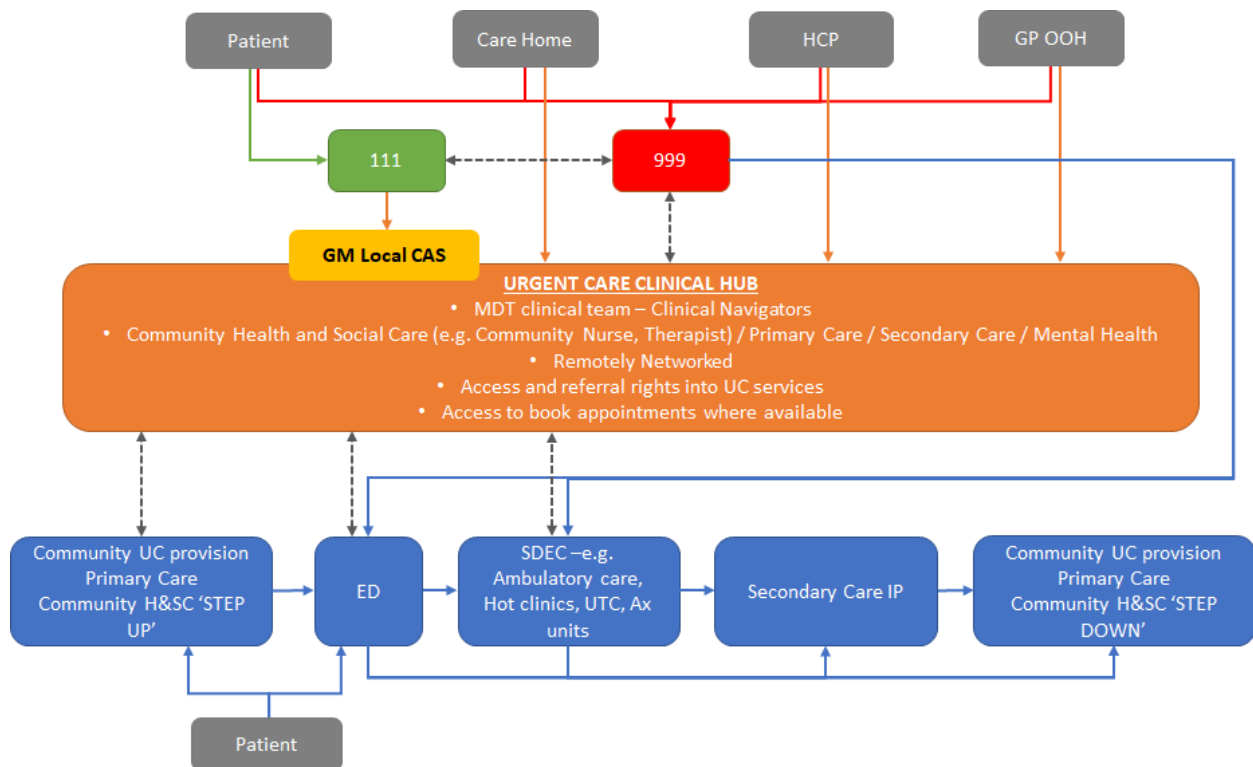 Patient
Care Home
HCP
GP OOH
111
999
GM Local CAS
URGENT CARE CLINICAL HUB
• MDT clinical team – Clinical Navigators
• Community Health and Social Care (e.g. Community Nurse, Therapist) / Primary Care / Secondary Care / Mental Health
• Remotely Networked
• Access and referral rights into UC services
• Access to book appointments where available
Community UC provision
Primary Care
Community H&SC ‘STEP
UP’
ED
SDEC –e.g.
Ambulatory care,
Hot clinics, UTC, Ax
units
Secondary Care IP
Community UC provision
Primary Care
Community H&SC ‘STEP
DOWN’
Patient